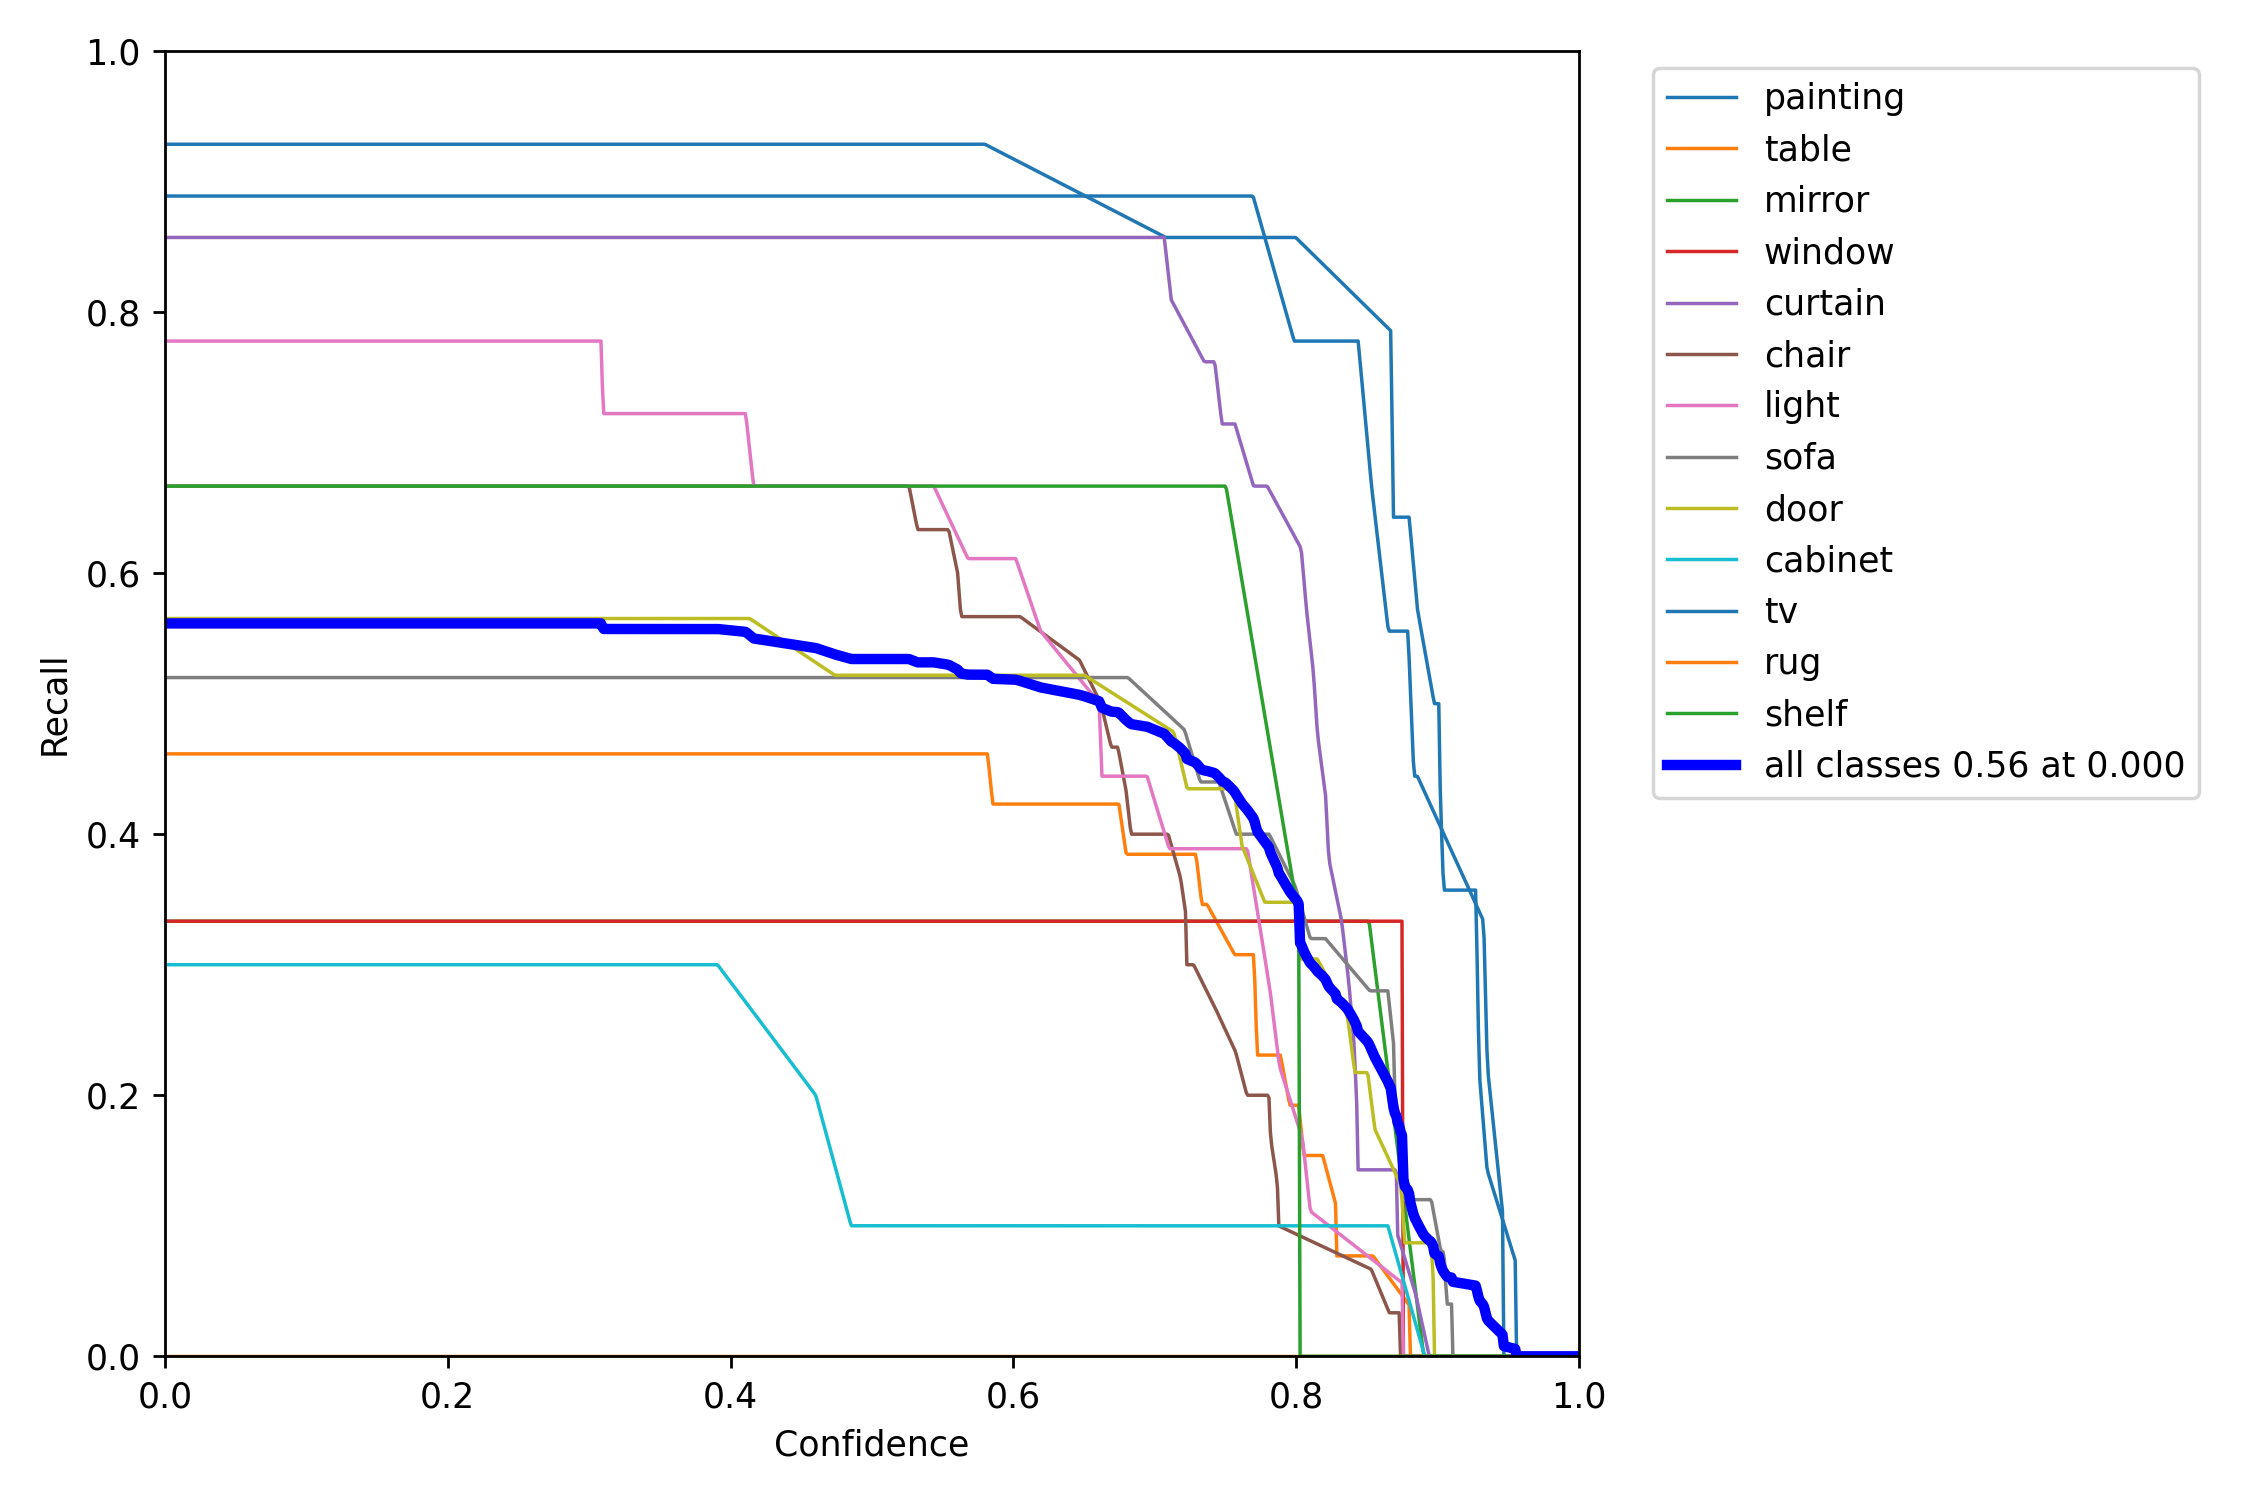 1.0
0.8
0.6
0.4
0.2
0.0
Recall
0.0 0.2 0.4 0.6 0.8 1.0
Confidence
painting
table
mirror
window
curtain
chair
light
sofa
door
cabinet
tv
rug
shelf
all classes 0.56 at 0.000